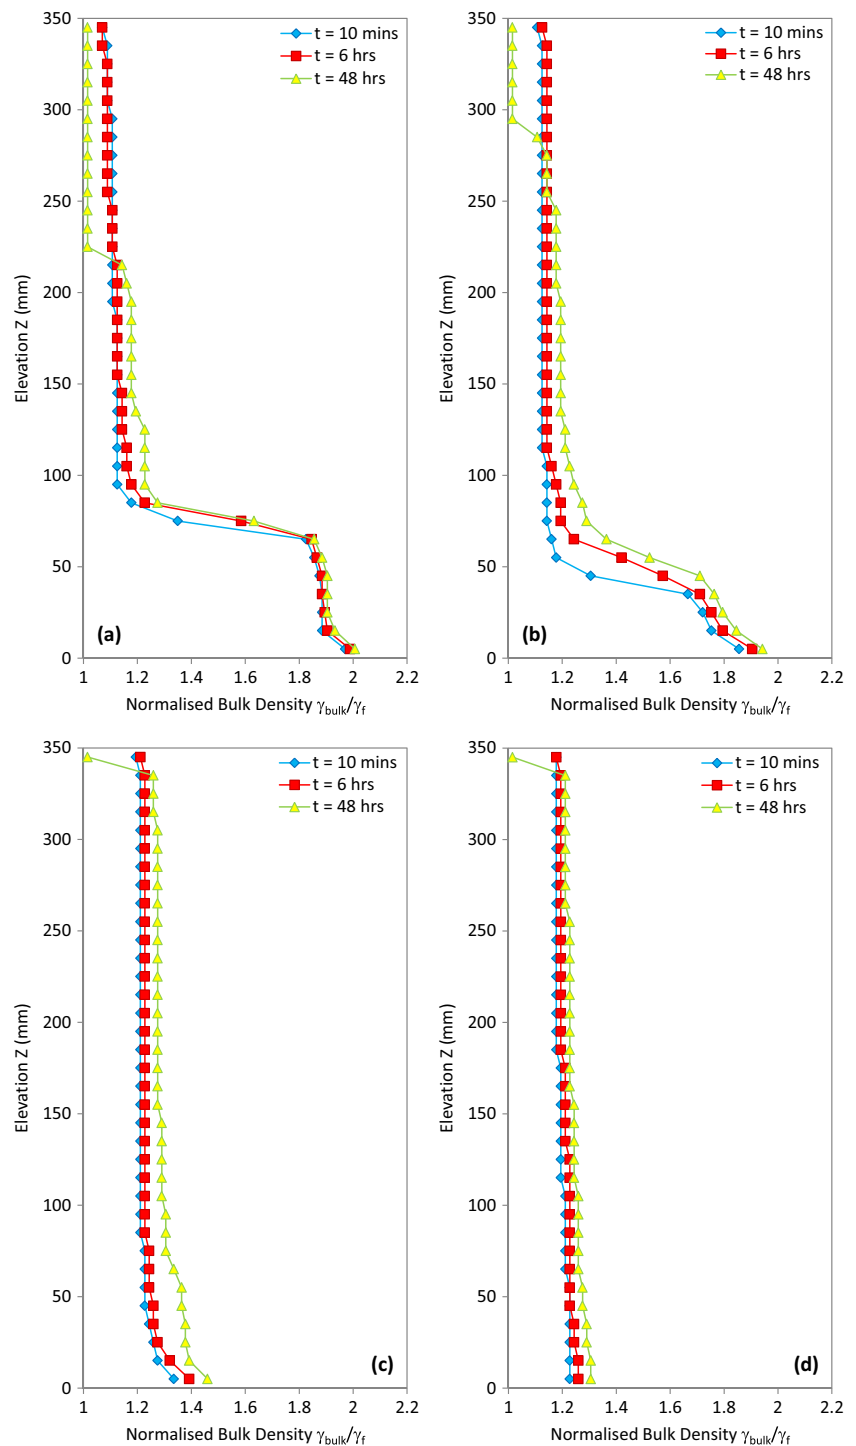 350
300
250
200
150
100
50
0
Elevation Z (mm)
t = 10 mins
t = 6 hrs
t = 48 hrs
(a)
1 1.2 1.4 1.6 1.8 2 2.2
Normalised Bulk Density γbulk/γf
350
300
250
200
150
100
50
0
Elevation Z (mm)
t = 10 mins
t = 6 hrs
t = 48 hrs
(b)
1 1.2 1.4 1.6 1.8 2 2.2
Normalised Bulk Density γbulk/γf
350
300
250
200
150
100
50
0
Elevation Z (mm)
t = 10 mins
t = 6 hrs
t = 48 hrs
(c)
1 1.2 1.4 1.6 1.8 2 2.2
Normalised Bulk Density γbulk/γf
350
300
250
200
150
100
50
0
Elevation Z (mm)
t = 10 mins
t = 6 hrs
t = 48 hrs
(d)
1 1.2 1.4 1.6 1.8 2 2.2
Normalised Bulk Density γbulk/γf